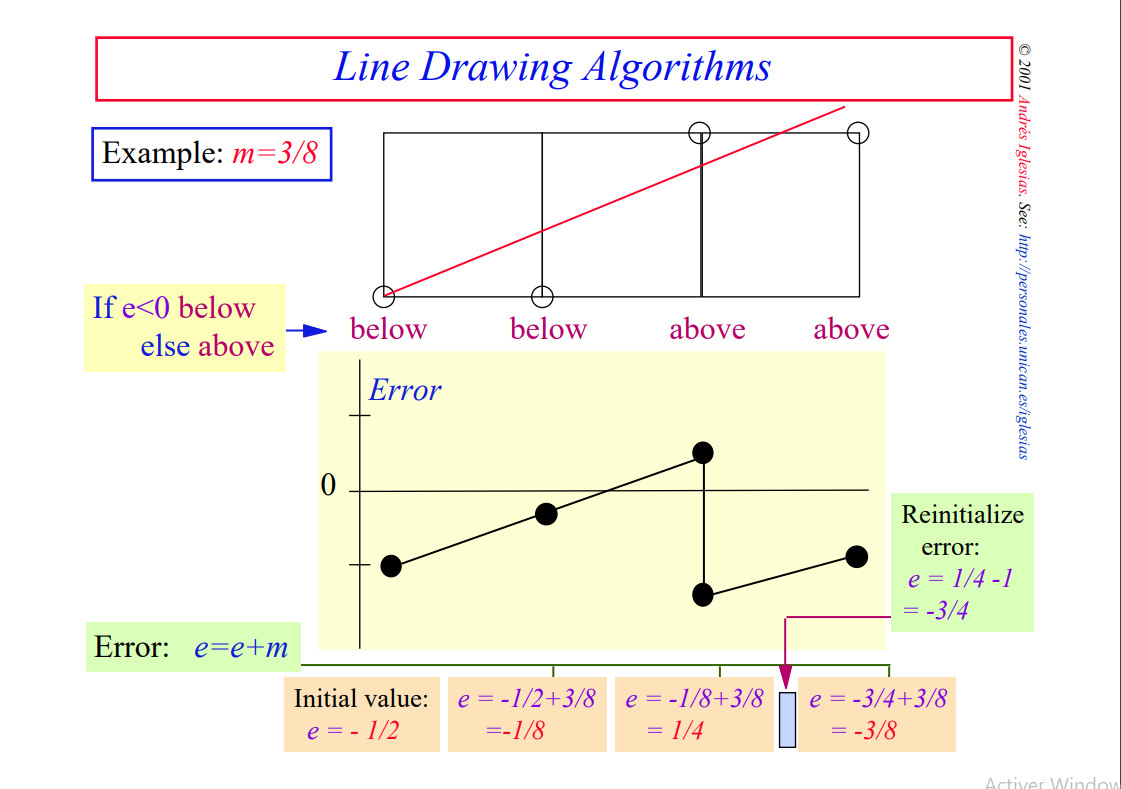 Line Drawing Algorithms
© 2001 Andrés Iglesias. See: http://personales.unican.es/iglesias
Example: m=3/8
If e<0 below
else above
below below above above
Error
0
Reinitialize
error:
e = 1/4 -1
= -3/4
Error: e=e+m
Initial value:
e = - 1/2
e = -1/2+3/8
=-1/8
e = -1/8+3/8
= 1/4
e = -3/4+3/8
= -3/8
Activer Window